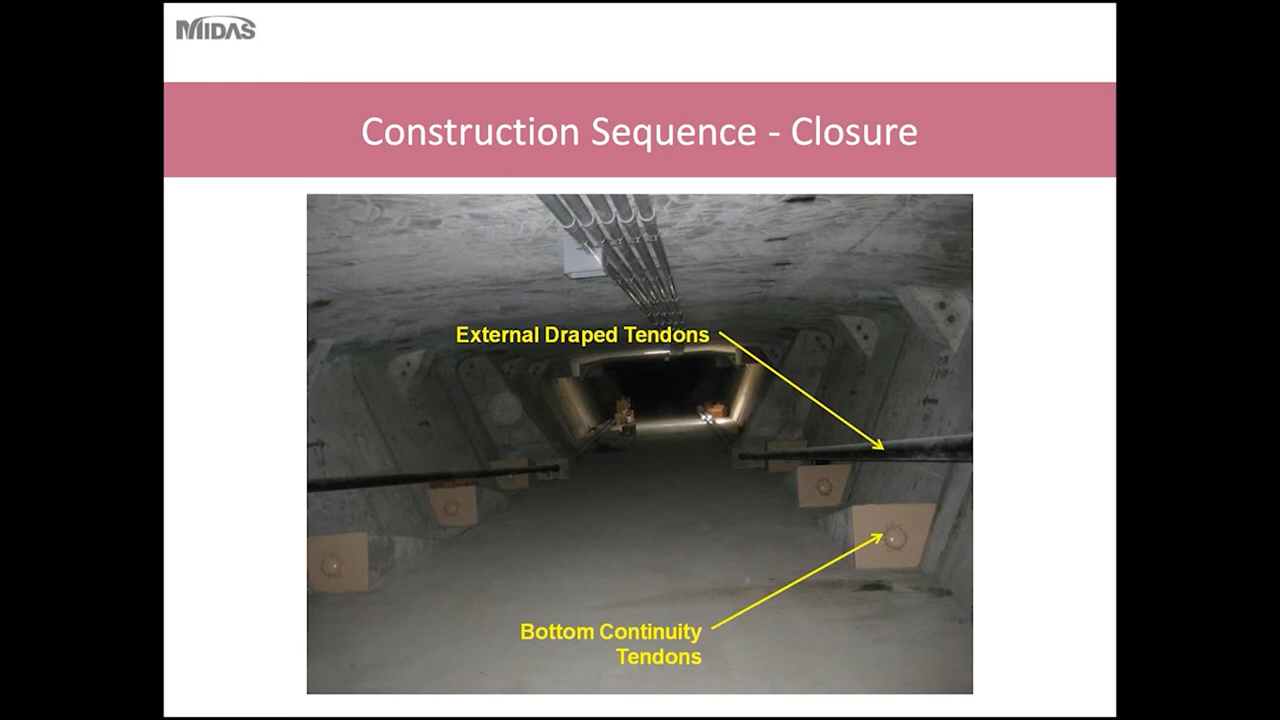 MIDAS
Construction Sequence - Closure
External Draped Tendons
Bottom Continuity
Tendons